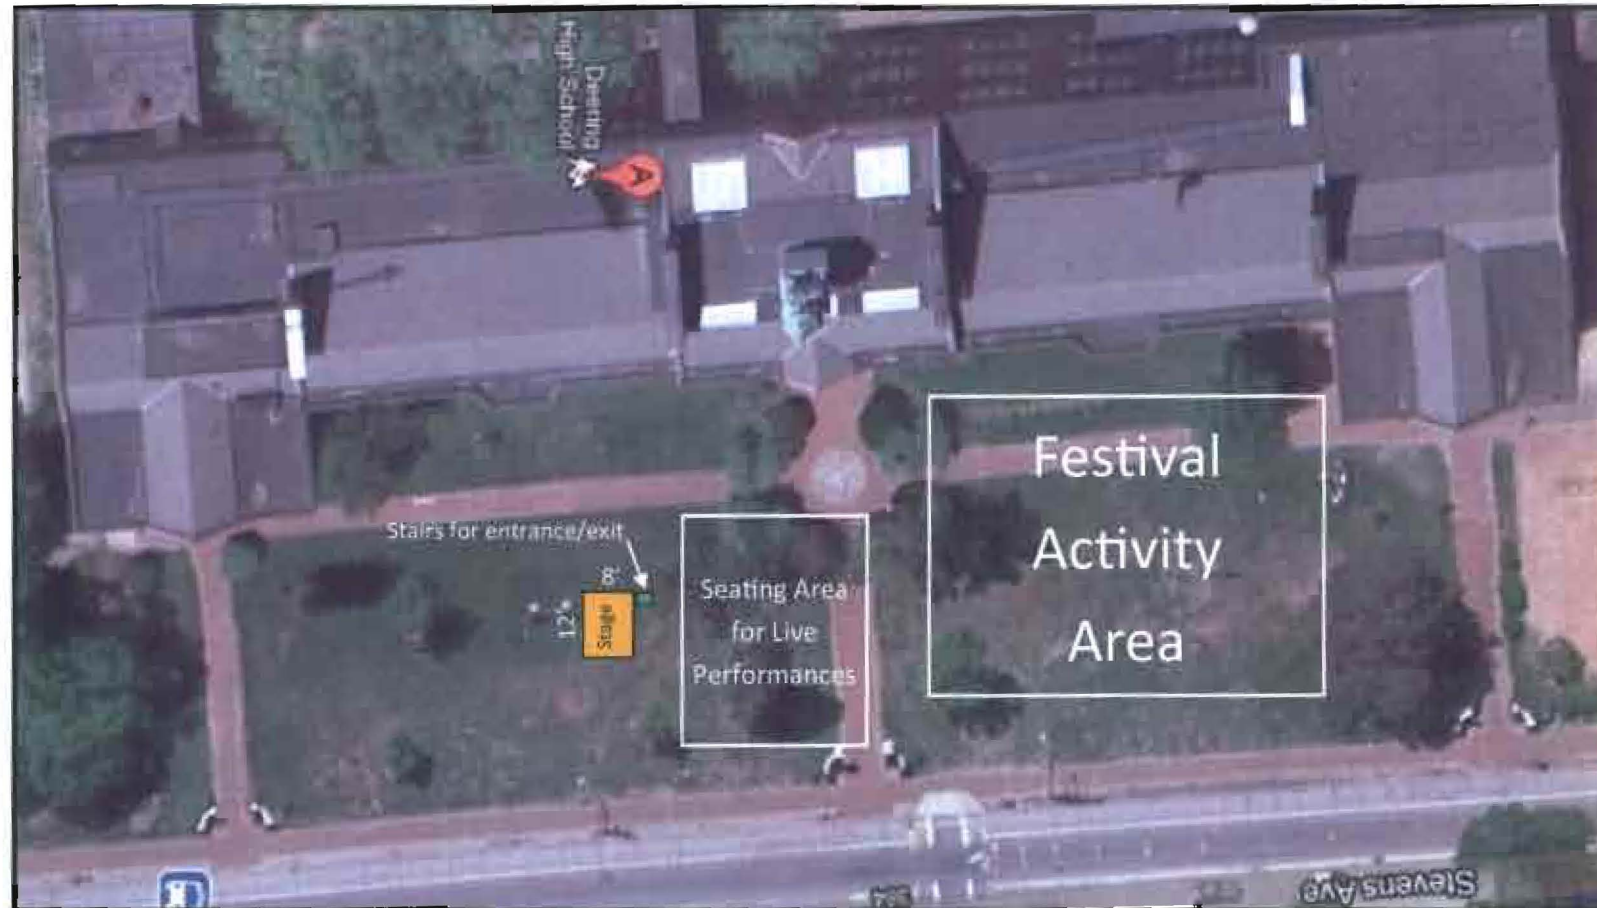 Deering
High School
A
Festival
Activity
Area
Stairs for entrance/exit
8'
12'
Stage
Seating Area
for Live
Performances
Stevens Ave